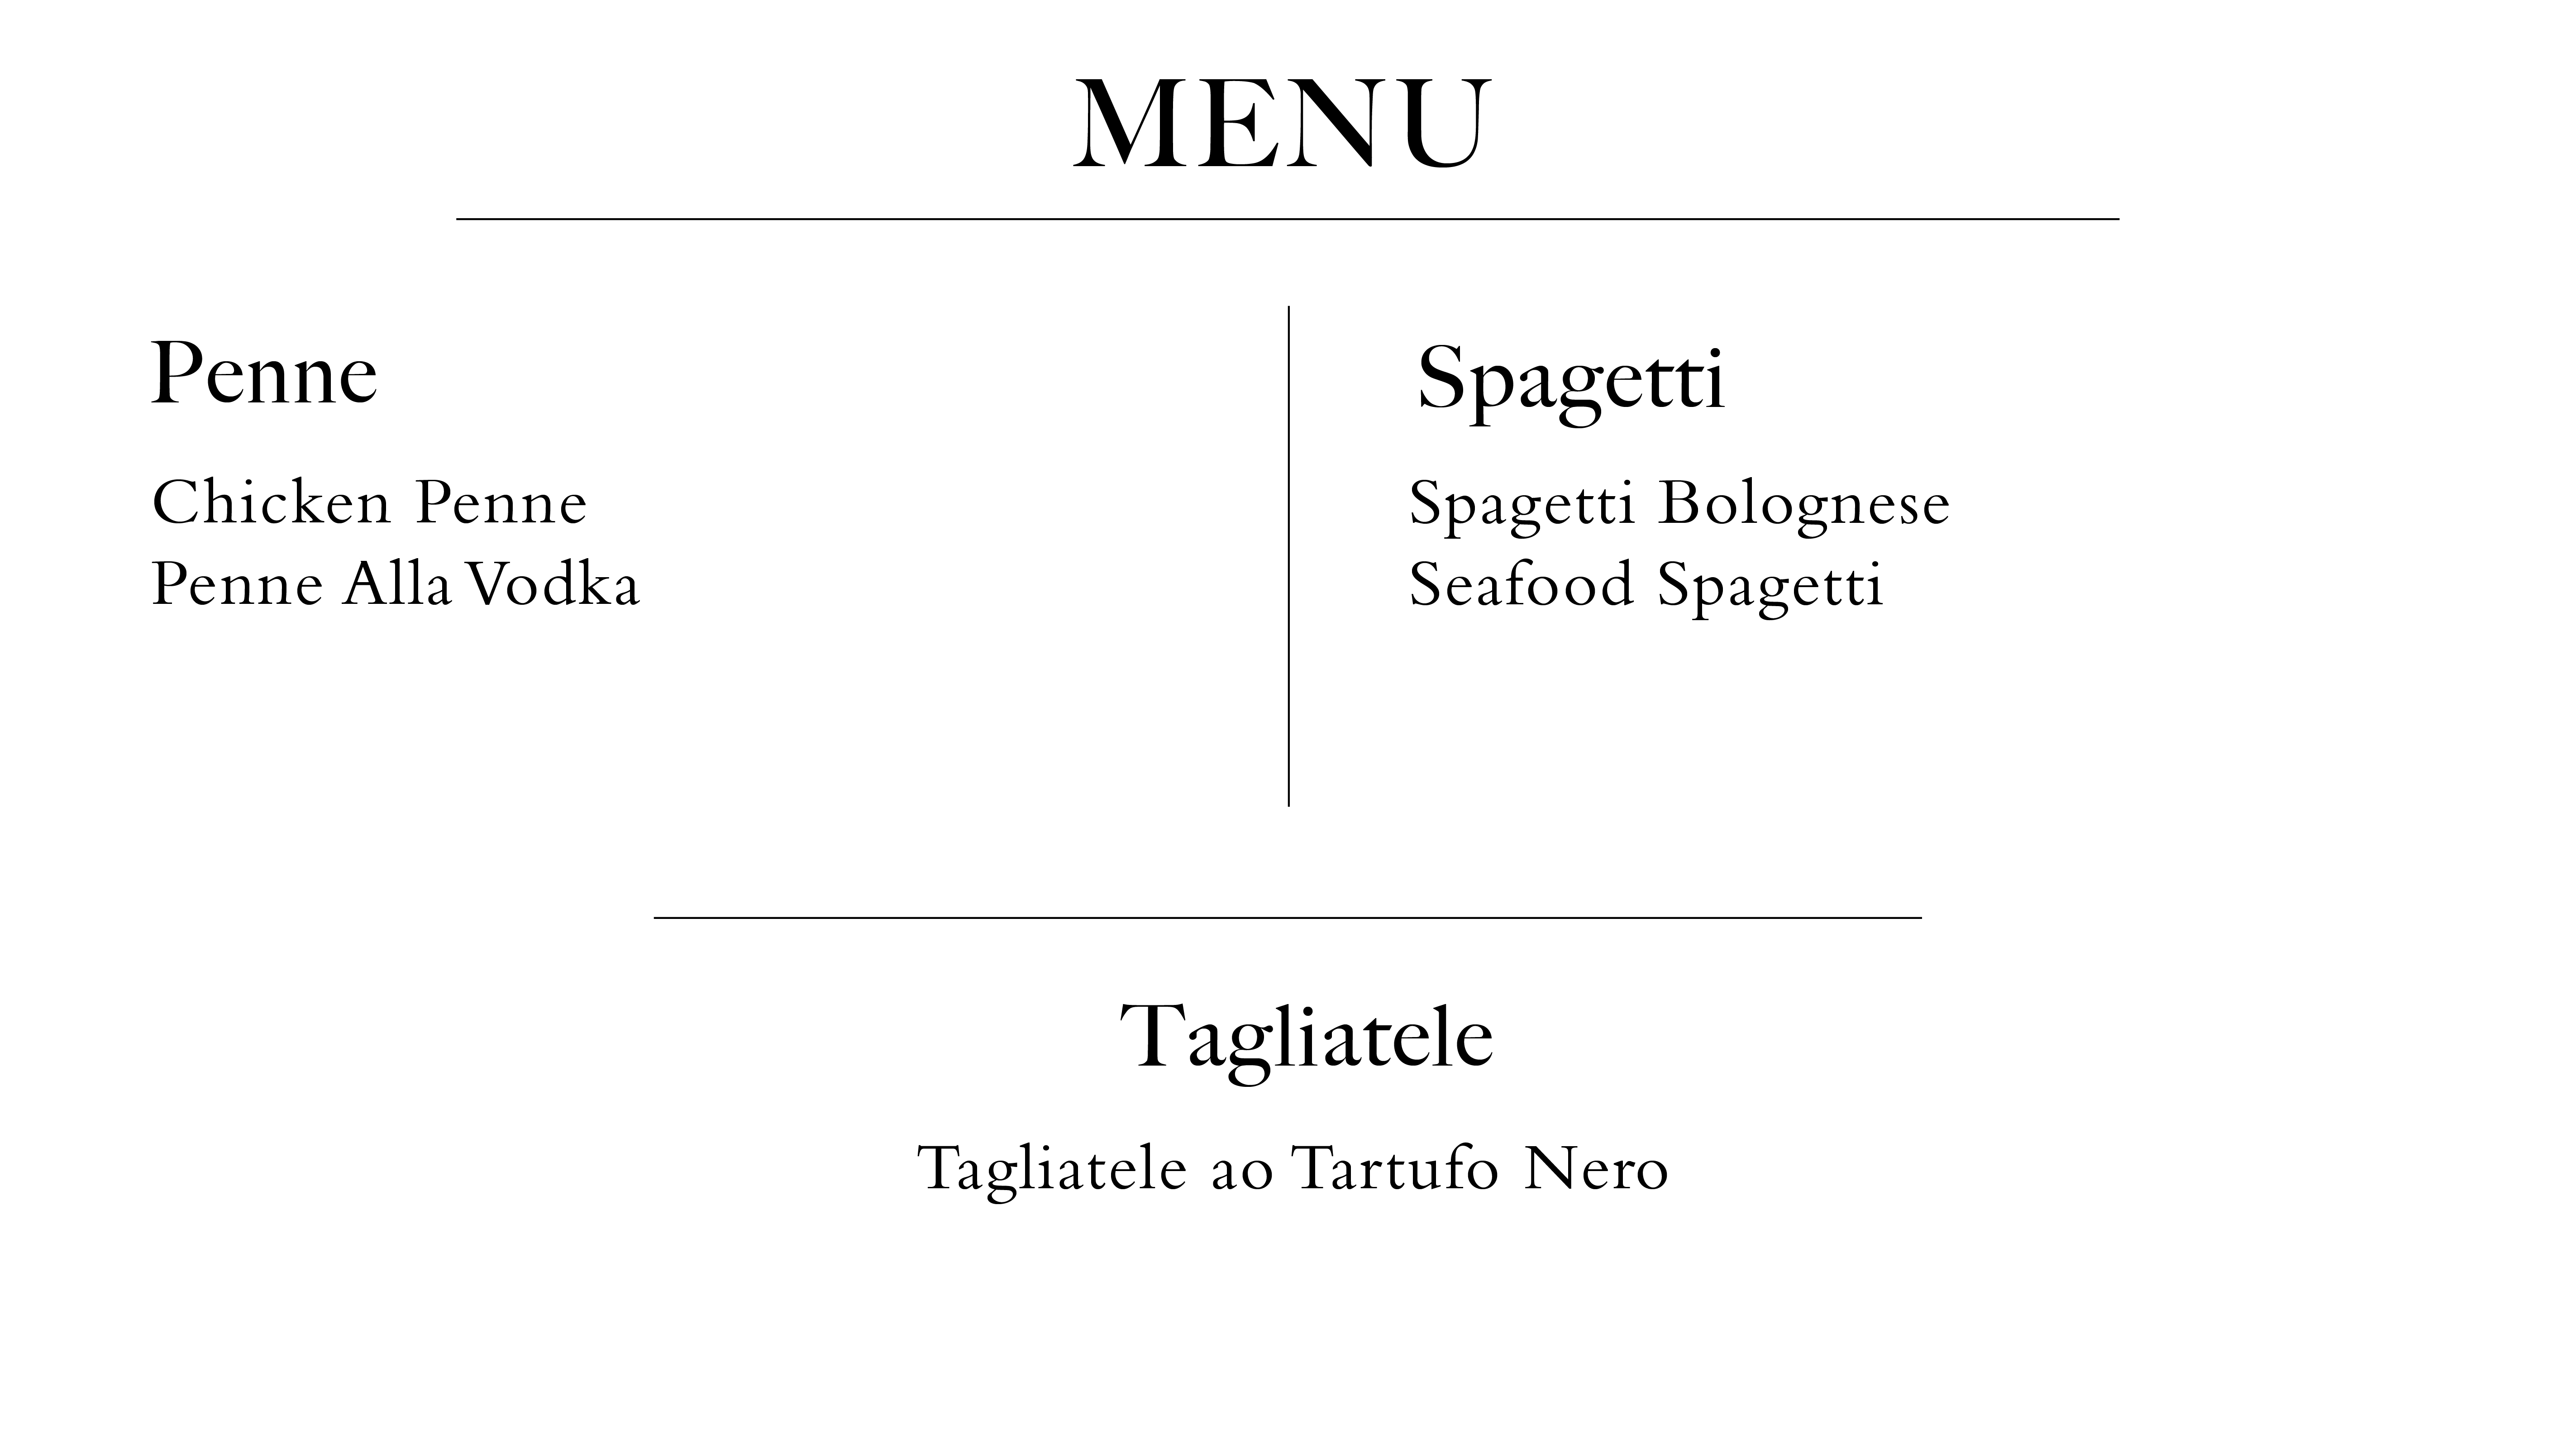 MENU
Penne
Chicken Penne
Penne Alla Vodka
Spagetti
Spagetti Bolognese
Seafood Spagetti
Tagliatele
Tagliatele ao Tartufo Nero